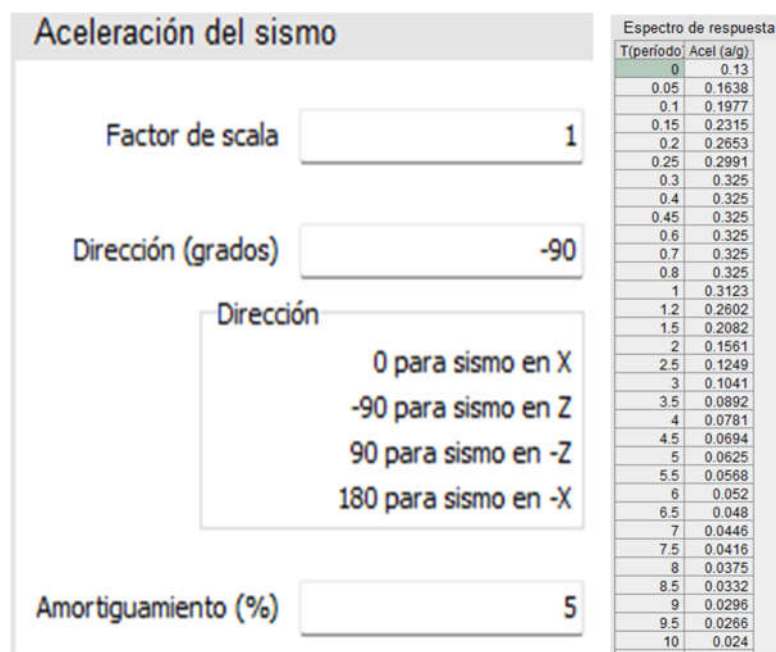 Aceleración del sismo
Factor de scala 1
Dirección (grados) -90
Dirección
0 para sismo en X
-90 para sismo en Z
90 para sismo en -Z
180 para sismo en -X
Amortiguamiento (%) 5
Espectro de respuesta
T(período) Acel (a/g)
0 0.13
0.05 0.1638
0.1 0.1977
0.15 0.2315
0.2 0.2653
0.25 0.2991
0.3 0.325
0.4 0.325
0.45 0.325
0.6 0.325
0.7 0.325
0.8 0.325
1 0.3123
1.2 0.2602
1.5 0.2082
2 0.1561
2.5 0.1249
3 0.1041
3.5 0.0892
4 0.0781
4.5 0.0694
5 0.0625
5.5 0.0568
6 0.052
6.5 0.048
7 0.0446
7.5 0.0416
8 0.0375
8.5 0.0332
9 0.0296
9.5 0.0266
10 0.024